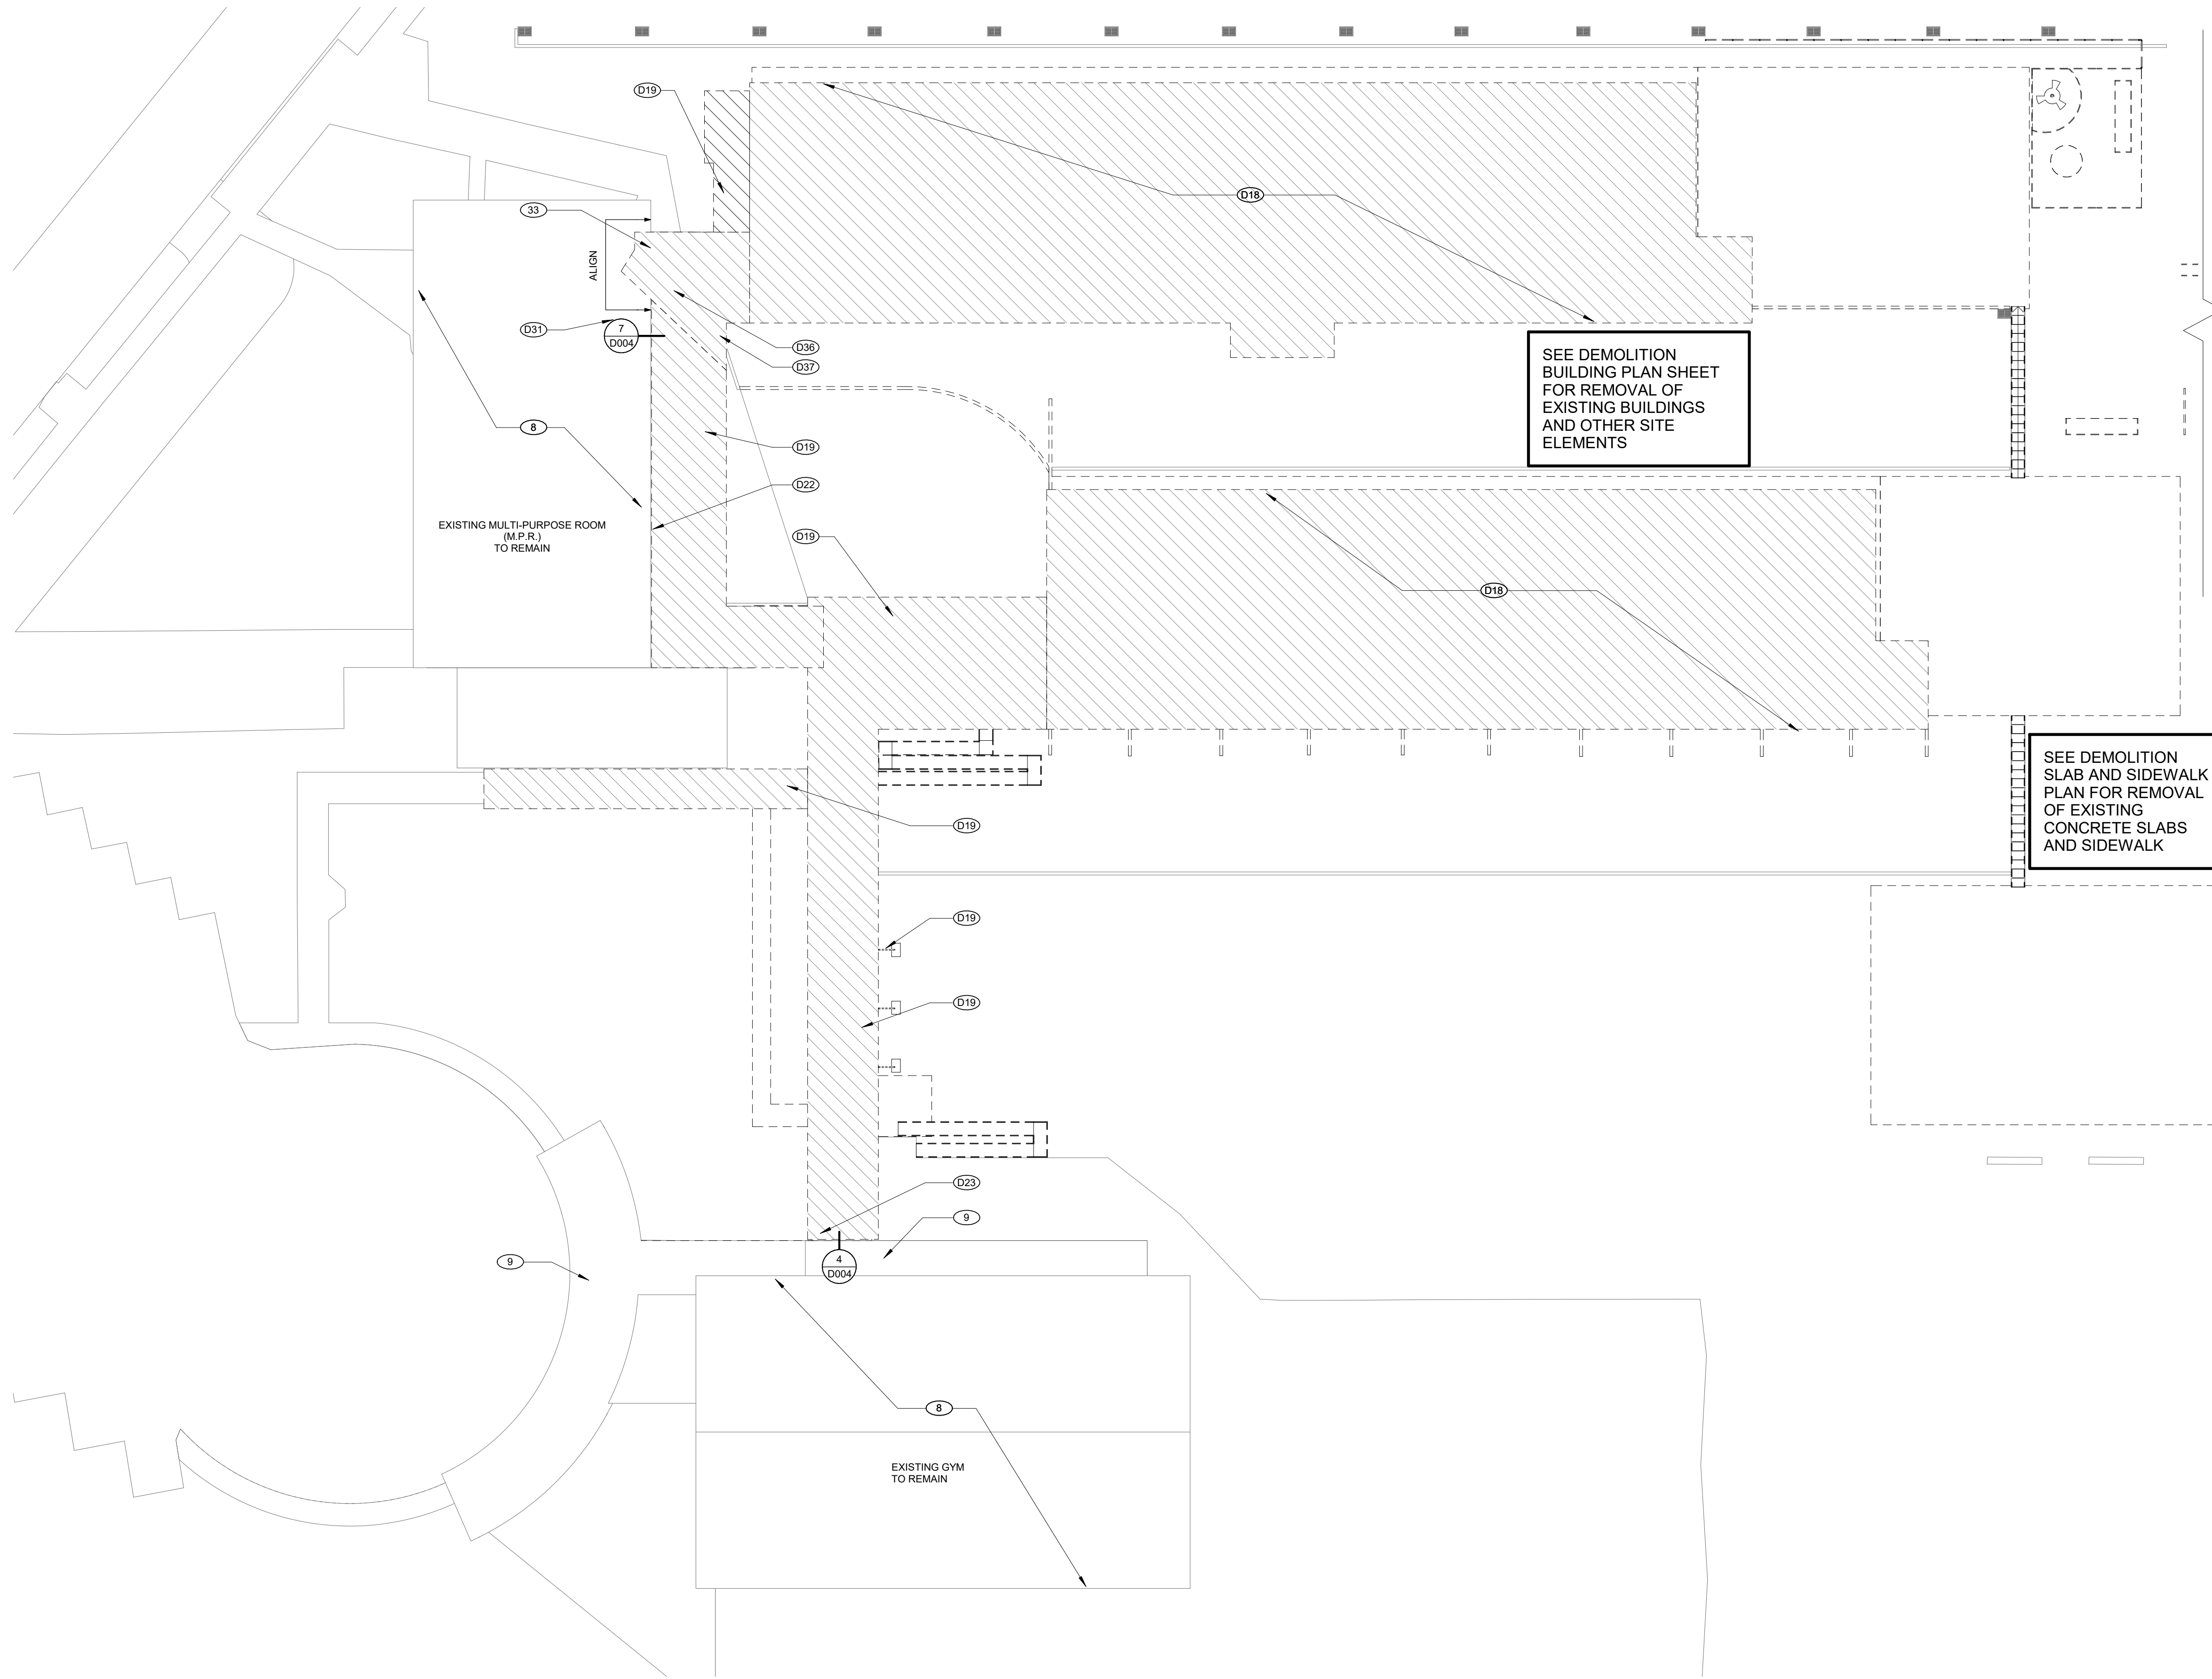 D19
D18
33
ALIGN
D31
7
D004
D36
D37
SEE DEMOLITION
BUILDING PLAN SHEET
FOR REMOVAL OF
EXISTING BUILDINGS
AND OTHER SITE
ELEMENTS
8
D19
D22
EXISTING MULTI-PURPOSE ROOM
(M.P.R.)
TO REMAIN
D19
D18
SEE DEMOLITION
SLAB AND SIDEWALK
PLAN FOR REMOVAL
OF EXISTING
CONCRETE SLABS
AND SIDEWALK
D19
D19
D19
D23
9
9
4
D004
8
EXISTING GYM
TO REMAIN